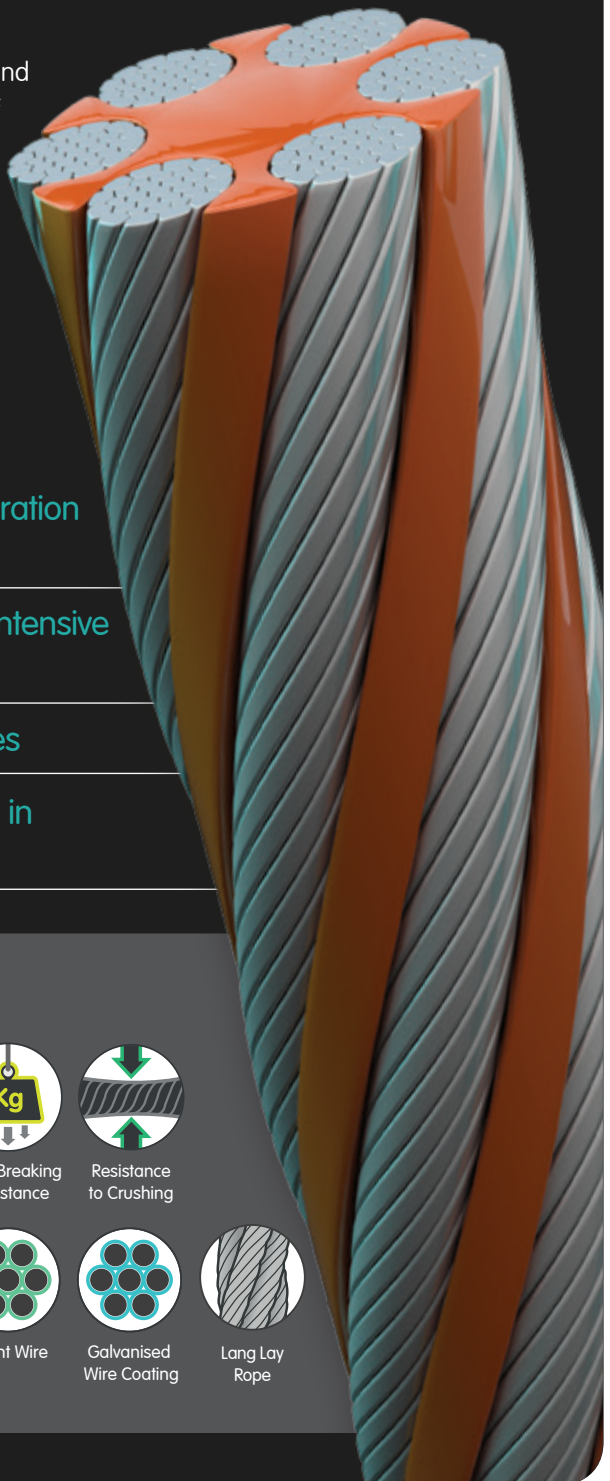 nd
ration
ntensive
es
in
Kg
Breaking
stance
Resistance
to Crushing
nt Wire
Galvanised
Wire Coating
Lang Lay
Rope